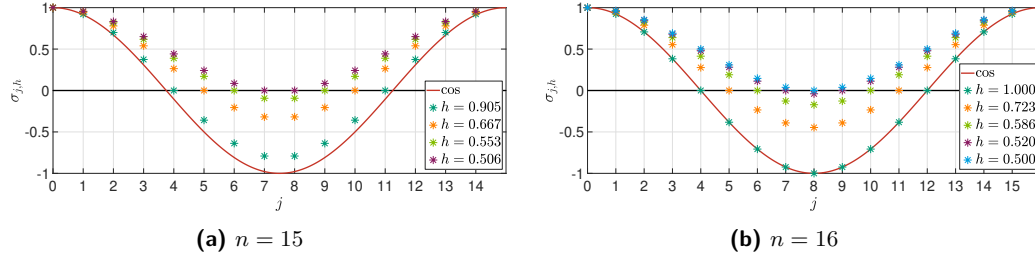 1
0.5
0
-0.5
-1
σ_{j,h}
0 1 2 3 4 5 6 7 8 9 10 11 12 13 14
j
cos
h = 0.905
h = 0.667
h = 0.553
h = 0.506
(a) n = 15
1
0.5
0
-0.5
-1
σ_{j,h}
0 1 2 3 4 5 6 7 8 9 10 11 12 13 14 15
j
cos
h = 1.000
h = 0.723
h = 0.586
h = 0.520
h = 0.500
(b) n = 16